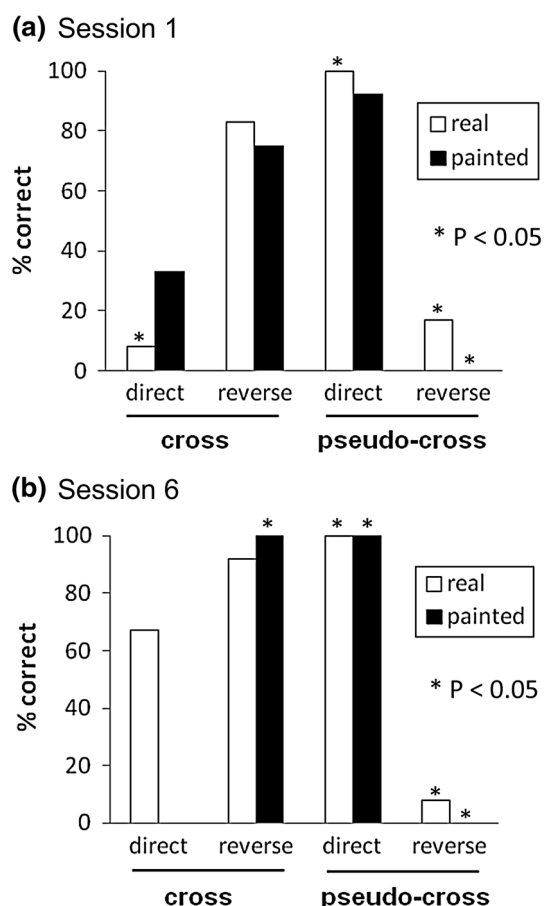 (a) Session 1
100
80
60
40
20
0
% correct
*
*
*
*
real
painted
* P < 0.05
direct reverse direct reverse
cross pseudo-cross
(b) Session 6
100
80
60
40
20
0
% correct
* * *
*
*
real
painted
* P < 0.05
direct reverse direct reverse
cross pseudo-cross